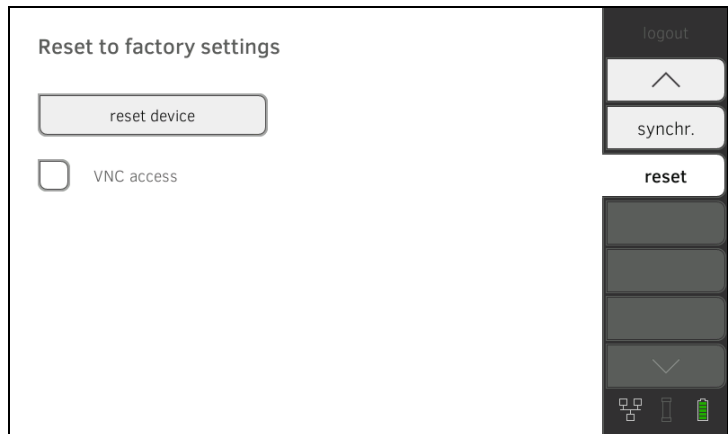 Reset to factory settings
reset device
VNC access
logout
synchr.
reset